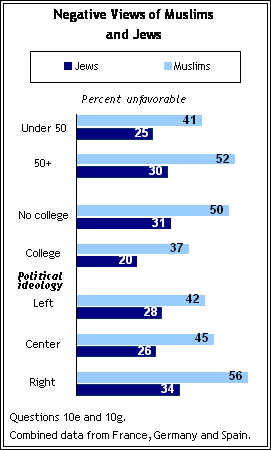 Negative Views of Muslims
and Jews
Jews Muslims
Percent unfavorable
Under 50 41
25
50+ 52
30
No college 50
31
College 37
20
Political
ideology
Left 42
28
Center 45
26
Right 56
34
Questions 10e and 10g.
Combined data from France, Germany and Spain.